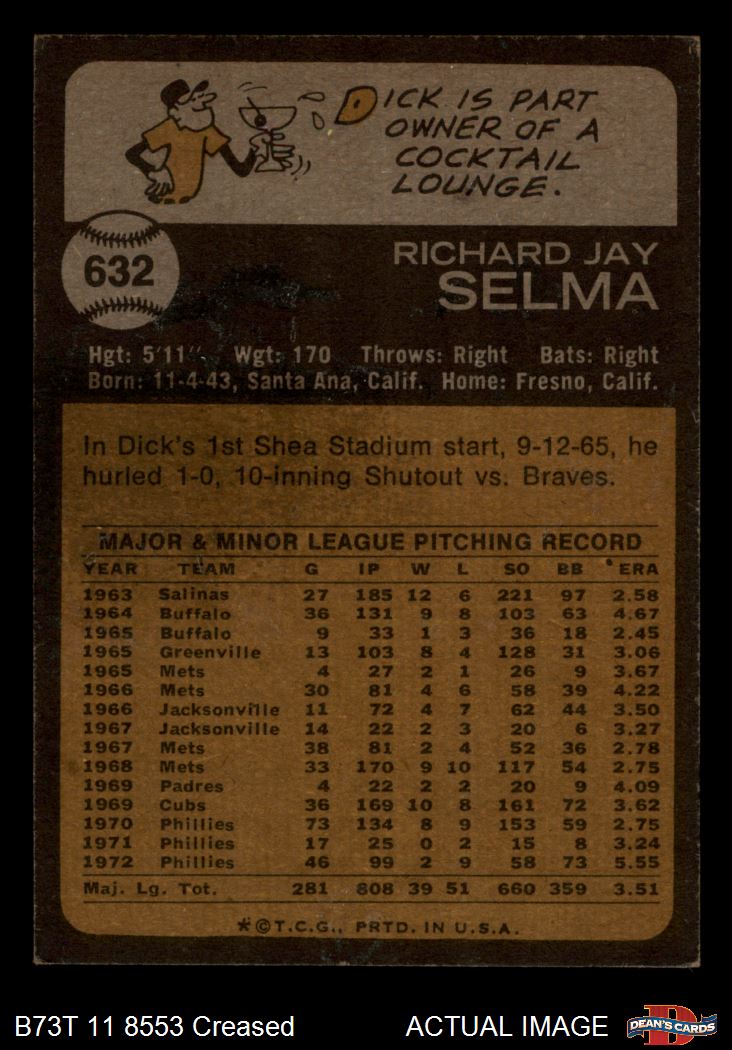 DICK IS PART
OWNER OF A
COCKTAIL
LOUNGE.
632
RICHARD JAY
SELMA
Hgt: 5'11" Wgt: 170 Throws: Right Bats: Right
Born: 11-4-43, Santa Ana, Calif. Home: Fresno, Calif.
In Dick's 1st Shea Stadium start, 9-12-65, he
hurled 1-0, 10-inning Shutout vs. Braves.
MAJOR & MINOR LEAGUE PITCHING RECORD
YEAR TEAM G IP W L SO BB ERA
1963 Salinas 27 185 12 6 221 97 2.58
1964 Buffalo 36 131 9 8 103 63 4.67
1965 Buffalo 9 33 1 3 36 18 2.45
1965 Greenville 13 103 8 4 128 31 3.06
1965 Mets 4 27 2 1 26 9 3.67
1966 Mets 30 81 4 6 58 39 4.22
1966 Jacksonville 11 72 4 7 62 44 3.50
1967 Jacksonville 14 22 2 3 20 6 3.27
1967 Mets 38 81 2 4 52 36 2.78
1968 Mets 33 170 9 10 117 54 2.75
1969 Padres 4 22 2 2 20 9 4.09
1969 Cubs 36 169 10 8 161 72 3.62
1970 Phillies 73 134 8 9 153 59 2.75
1971 Phillies 17 25 0 2 15 8 3.24
1972 Phillies 46 99 2 9 58 73 5.55
Maj. Lg. Tot. 281 808 39 51 660 359 3.51
*©T.C.G., PRTD. IN U.S.A.
B73T 11 8553 Creased ACTUAL IMAGE DEAN'S CARDS